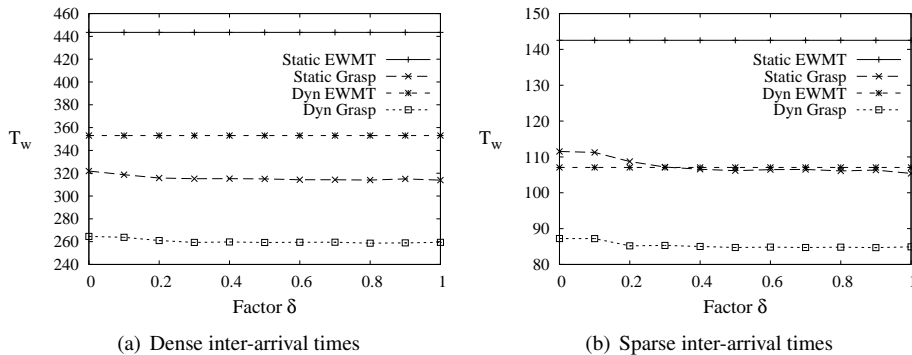 460
440
420
400
380
360
340
320
300
280
260
240
T_w
0 0.2 0.4 0.6 0.8 1
Factor δ
Static EWMT
Static Grasp
Dyn EWMT
Dyn Grasp
(a) Dense inter-arrival times
150
140
130
120
110
100
90
80
T_w
0 0.2 0.4 0.6 0.8 1
Factor δ
Static EWMT
Static Grasp
Dyn EWMT
Dyn Grasp
(b) Sparse inter-arrival times